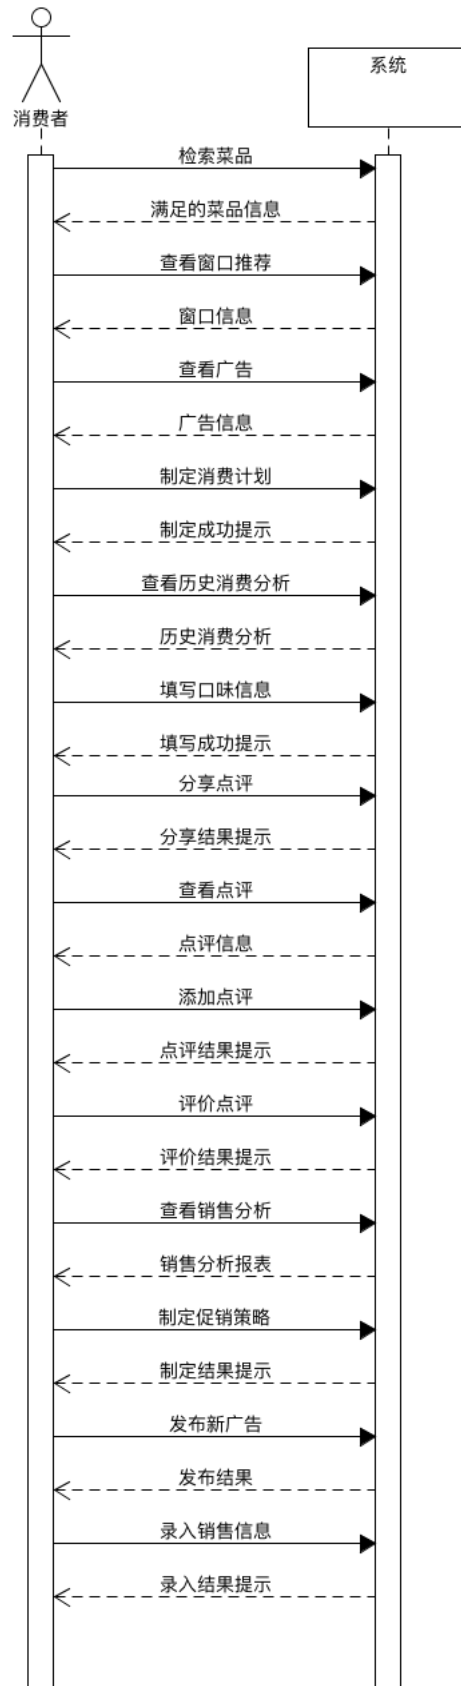 消费者
系统
检索菜品
满足的菜品信息
查看窗口推荐
窗口信息
查看广告
广告信息
制定消费计划
制定成功提示
查看历史消费分析
历史消费分析
填写口味信息
填写成功提示
分享点评
分享结果提示
查看点评
点评信息
添加点评
点评结果提示
评价点评
评价结果提示
查看销售分析
销售分析报表
制定促销策略
制定结果提示
发布新广告
发布结果
录入销售信息
录入结果提示